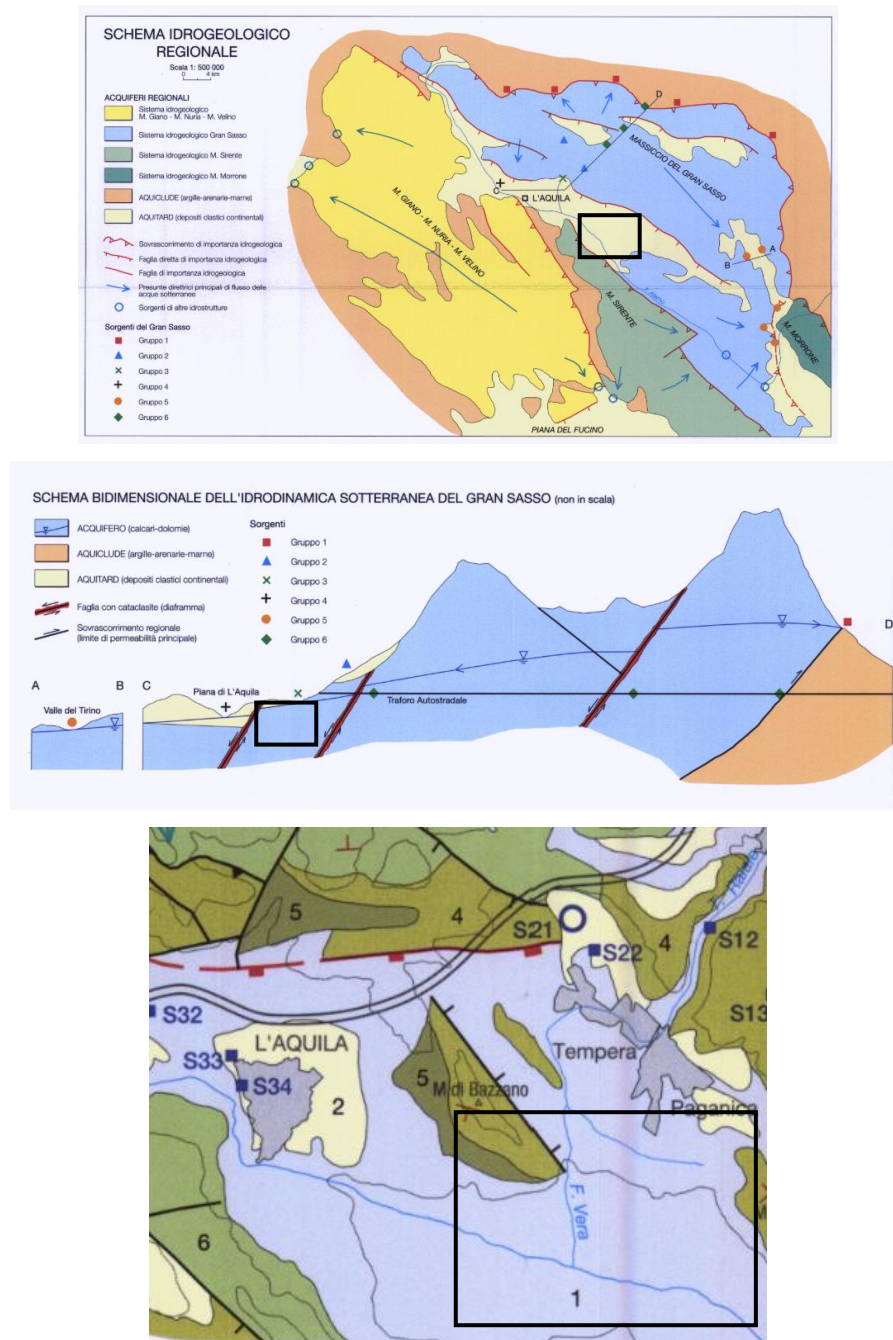 SCHEMA IDROGEOLOGICO
REGIONALE
Scala 1: 500 000
0 4 km
ACQUIFERI REGIONALI
Sistema idrogeologico
M. Giano - M. Nuria - M. Velino
Sistema idrogeologico Gran Sasso
Sistema idrogeologico M. Sirente
Sistema idrogeologico M. Morrone
AQUICLUDE (argille-arenarie-marne)
AQUITARD (depositi clastici continentali)
Sovrascorrimento di importanza idrogeologica
Faglia diretta di importanza idrogeologica
Faglia di importanza idrogeologica
Presunte direttrici principali di flusso delle
acque sotterranee
Sorgenti di altre idrostrutture
Sorgenti del Gran Sasso
Gruppo 1
Gruppo 2
Gruppo 3
Gruppo 4
Gruppo 5
Gruppo 6
D
MASSICCIO DEL GRAN SASSO
C
L'AQUILA
M. GIANO - M. NURIA - M. VELINO
A
B
M. SIRENTE
M. MORRONE
PIANA DEL FUCINO
SCHEMA BIDIMENSIONALE DELL'IDRODINAMICA SOTTERRANEA DEL GRAN SASSO (non in scala)
ACQUIFERO (calcari-dolomie)
AQUICLUDE (argille-arenarie-marne)
AQUITARD (depositi clastici continentali)
Faglia con cataclasite (diaframma)
Sovrascorrimento regionale
(limite di permeabilità principale)
Sorgenti
Gruppo 1
Gruppo 2
Gruppo 3
Gruppo 4
Gruppo 5
Gruppo 6
D
A B C
Piana di L'Aquila
Valle del Tirino
Traforo Autostradale
5
4
S21
S22
4
S12
T. Raiale
S13
S32
L'AQUILA
S33
S34
2
5
M. di Bazzano
Tempera
Paganica
F. Vera
6
1